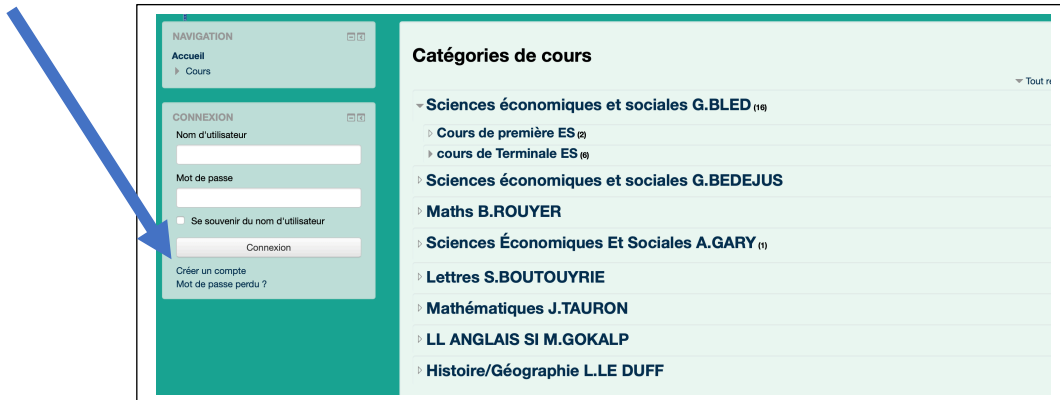 NAVIGATION
Accueil
Cours
CONNEXION
Nom d'utilisateur
Mot de passe
Se souvenir du nom d'utilisateur
Connexion
Créer un compte
Mot de passe perdu ?
Catégories de cours
Tout re
Sciences économiques et sociales G.BLED (16)
Cours de première ES (2)
cours de Terminale ES (6)
Sciences économiques et sociales G.BEDEJUS
Maths B.ROUYER
Sciences Économiques Et Sociales A.GARY (1)
Lettres S.BOUTOUYRIE
Mathématiques J.TAURON
LL ANGLAIS SI M.GOKALP
Histoire/Géographie L.LE DUFF